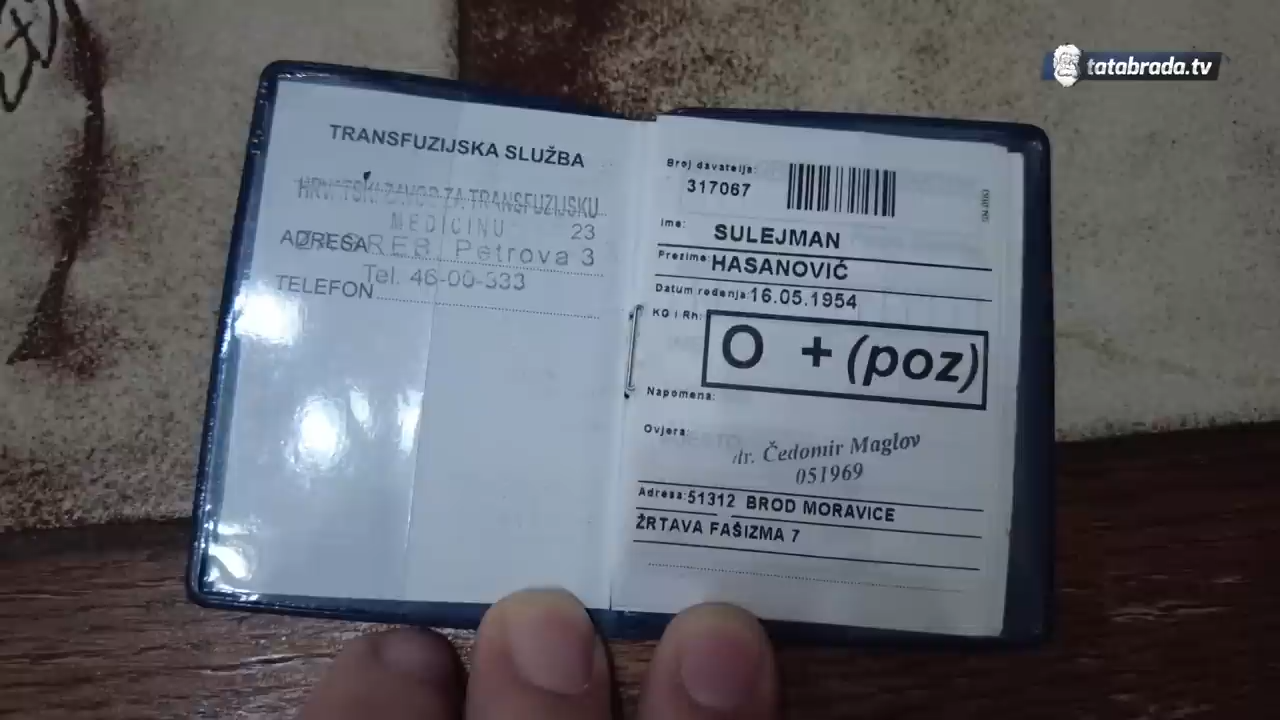 tatabrada.tv
TRANSFUZIJSKA SLUŽBA
HRVATSKI ZAVOD ZA TRANSFUZIJSKU
MEDICINU 23
ADRESA ZAGREB, Petrova 3
Tel. 46-00-333
TELEFON
Broj davatelja:
317067
Ime: SULEJMAN
Prezime: HASANOVIĆ
Datum rođenja: 16.05.1954
KG i Rh: O + (poz)
Napomena:
Ovjera:
dr. Čedomir Maglov
051969
Adresa: 51312 BROD MORAVICE
ŽRTAVA FAŠIZMA 7